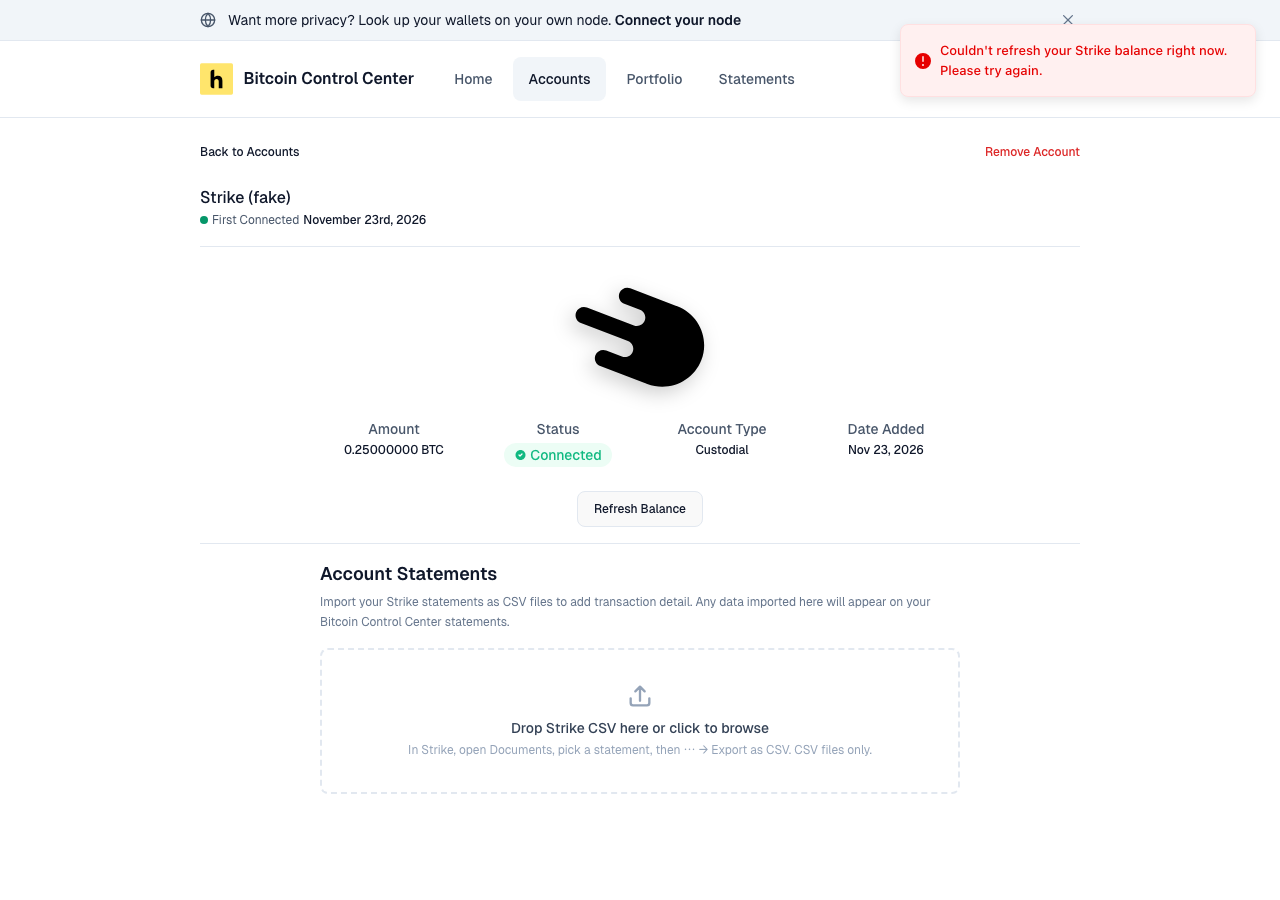 Want more privacy? Look up your wallets on your own node. Connect your node
Couldn't refresh your Strike balance right now.
Please try again.
h Bitcoin Control Center
Home
Accounts
Portfolio
Statements
Back to Accounts
Remove Account
Strike (fake)
First Connected November 23rd, 2026
Amount
0.25000000 BTC
Status
Connected
Account Type
Custodial
Date Added
Nov 23, 2026
Refresh Balance
Account Statements
Import your Strike statements as CSV files to add transaction detail. Any data imported here will appear on your
Bitcoin Control Center statements.
Drop Strike CSV here or click to browse
In Strike, open Documents, pick a statement, then ··· → Export as CSV. CSV files only.